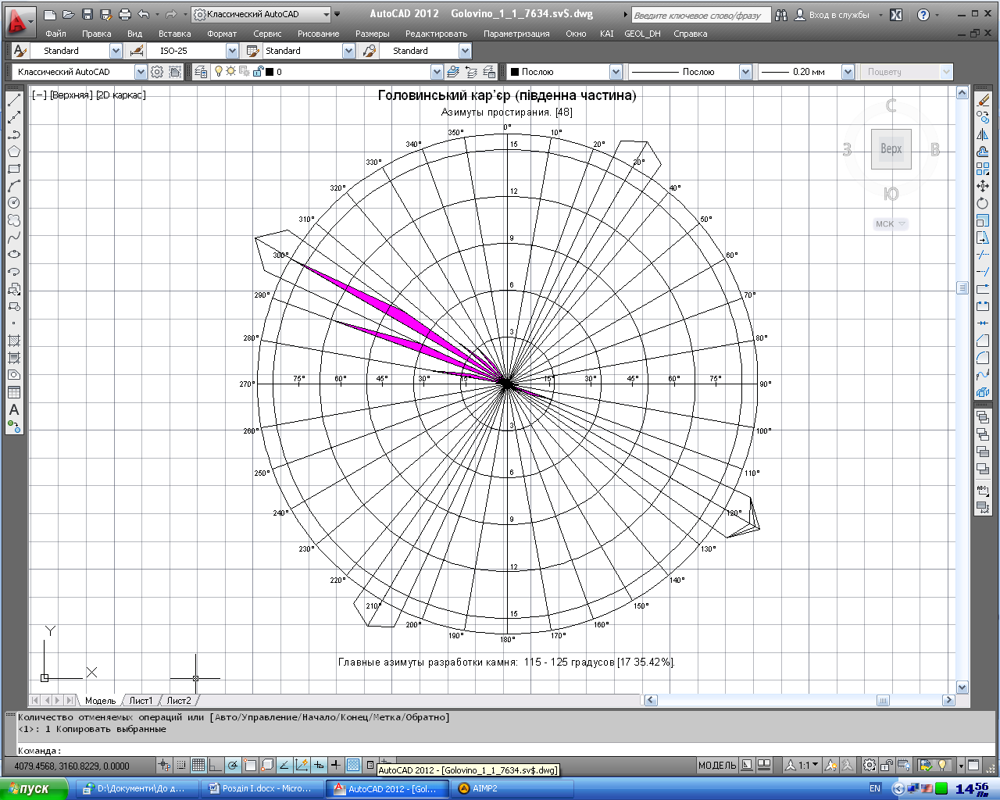 Классический AutoCAD
AutoCAD 2012 Golovino_1_1_7634.sv$.dwg
Введите ключевое слово/фразу
Вход в службы
Файл Правка Вид Вставка Формат Сервис Рисование Размеры Редактировать Параметризация Окно KAI GEOL_DH Справка
Standard ISO-25 Standard Standard
Классический AutoCAD 0 Послою Послою 0.20 мм Поцвету
[−] [Верхняя] [2D каркас]
Головинський кар'єр (південна частина)
Азимуты простирания. [48]
С
З Верх В
Ю
МСК
0°
350° 10°
340° 15 20°
330° 30°
320° 12 40°
310° 50°
300° 9 60°
290° 6 70°
280° 3 80°
270° 75° 60° 45° 30° 15° 15° 30° 45° 60° 75° 90°
260° 3 100°
250° 6 110°
240° 9 120°
230° 130°
220° 12 140°
210° 150°
200° 15 160°
190° 170°
180°
Главные азимуты разработки камня: 115 - 125 градусов [17 35.42%].
Y
X
Модель Лист1 Лист2
Количество отменяемых операций или [Авто/Управление/Начало/Конец/Метка/Обратно]
<1>: 1 Копировать выбранные
Команда:
4079.4568, 3160.8229, 0.0000
МОДЕЛЬ 1:1
AutoCAD 2012 - [Golovino_1_1_7634.sv$.dwg]
пуск D:\Документи\До д... Розділ I.docx - Micro... AutoCAD 2012 - [Gol... AIMP2 EN 14 56 Пн